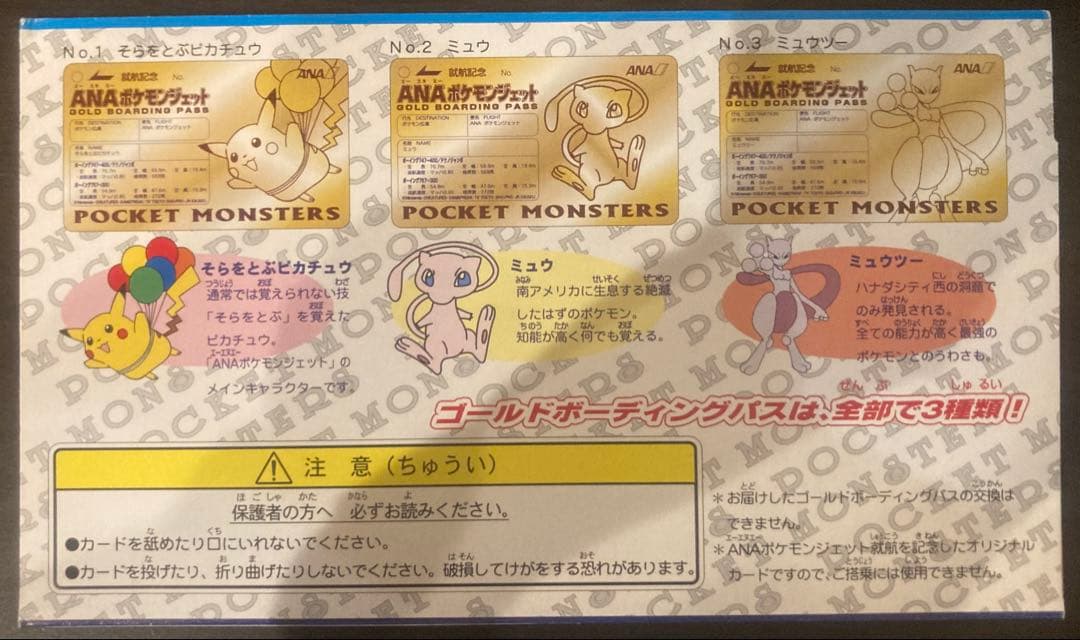 No.1 そらをとぶピカチュウ
No.2 ミュウ
No.3 ミュウツー
就航記念 No.
ANA
ANAポケモンジェット
GOLD BOARDING PASS
POCKET MONSTERS
就航記念 No.
ANA
ANAポケモンジェット
GOLD BOARDING PASS
POCKET MONSTERS
就航記念 No.
ANA
ANAポケモンジェット
GOLD BOARDING PASS
POCKET MONSTERS
そらをとぶピカチュウ
通常では覚えられない技
「そらをとぶ」を覚えた
ピカチュウ。
「ANAポケモンジェット」の
メインキャラクターです。
ミュウ
南アメリカに生息する絶滅
したはずのポケモン。
知能が高く何でも覚える。
ミュウツー
ハナダシティ西の洞窟で
のみ発見される。
全ての能力が高く最強の
ポケモンとのうわさも。
ゴールドボーディングパスは、全部で3種類!
注 意(ちゅうい)
保護者の方へ 必ずお読みください。
●カードを舐めたり口にいれないでください。
●カードを投げたり、折り曲げたりしないでください。破損してけがをする恐れがあります。
*お届けしたゴールドボーディングパスの交換は
できません。
*ANAポケモンジェット就航を記念したオリジナル
カードですので、ご搭乗には使用できません。